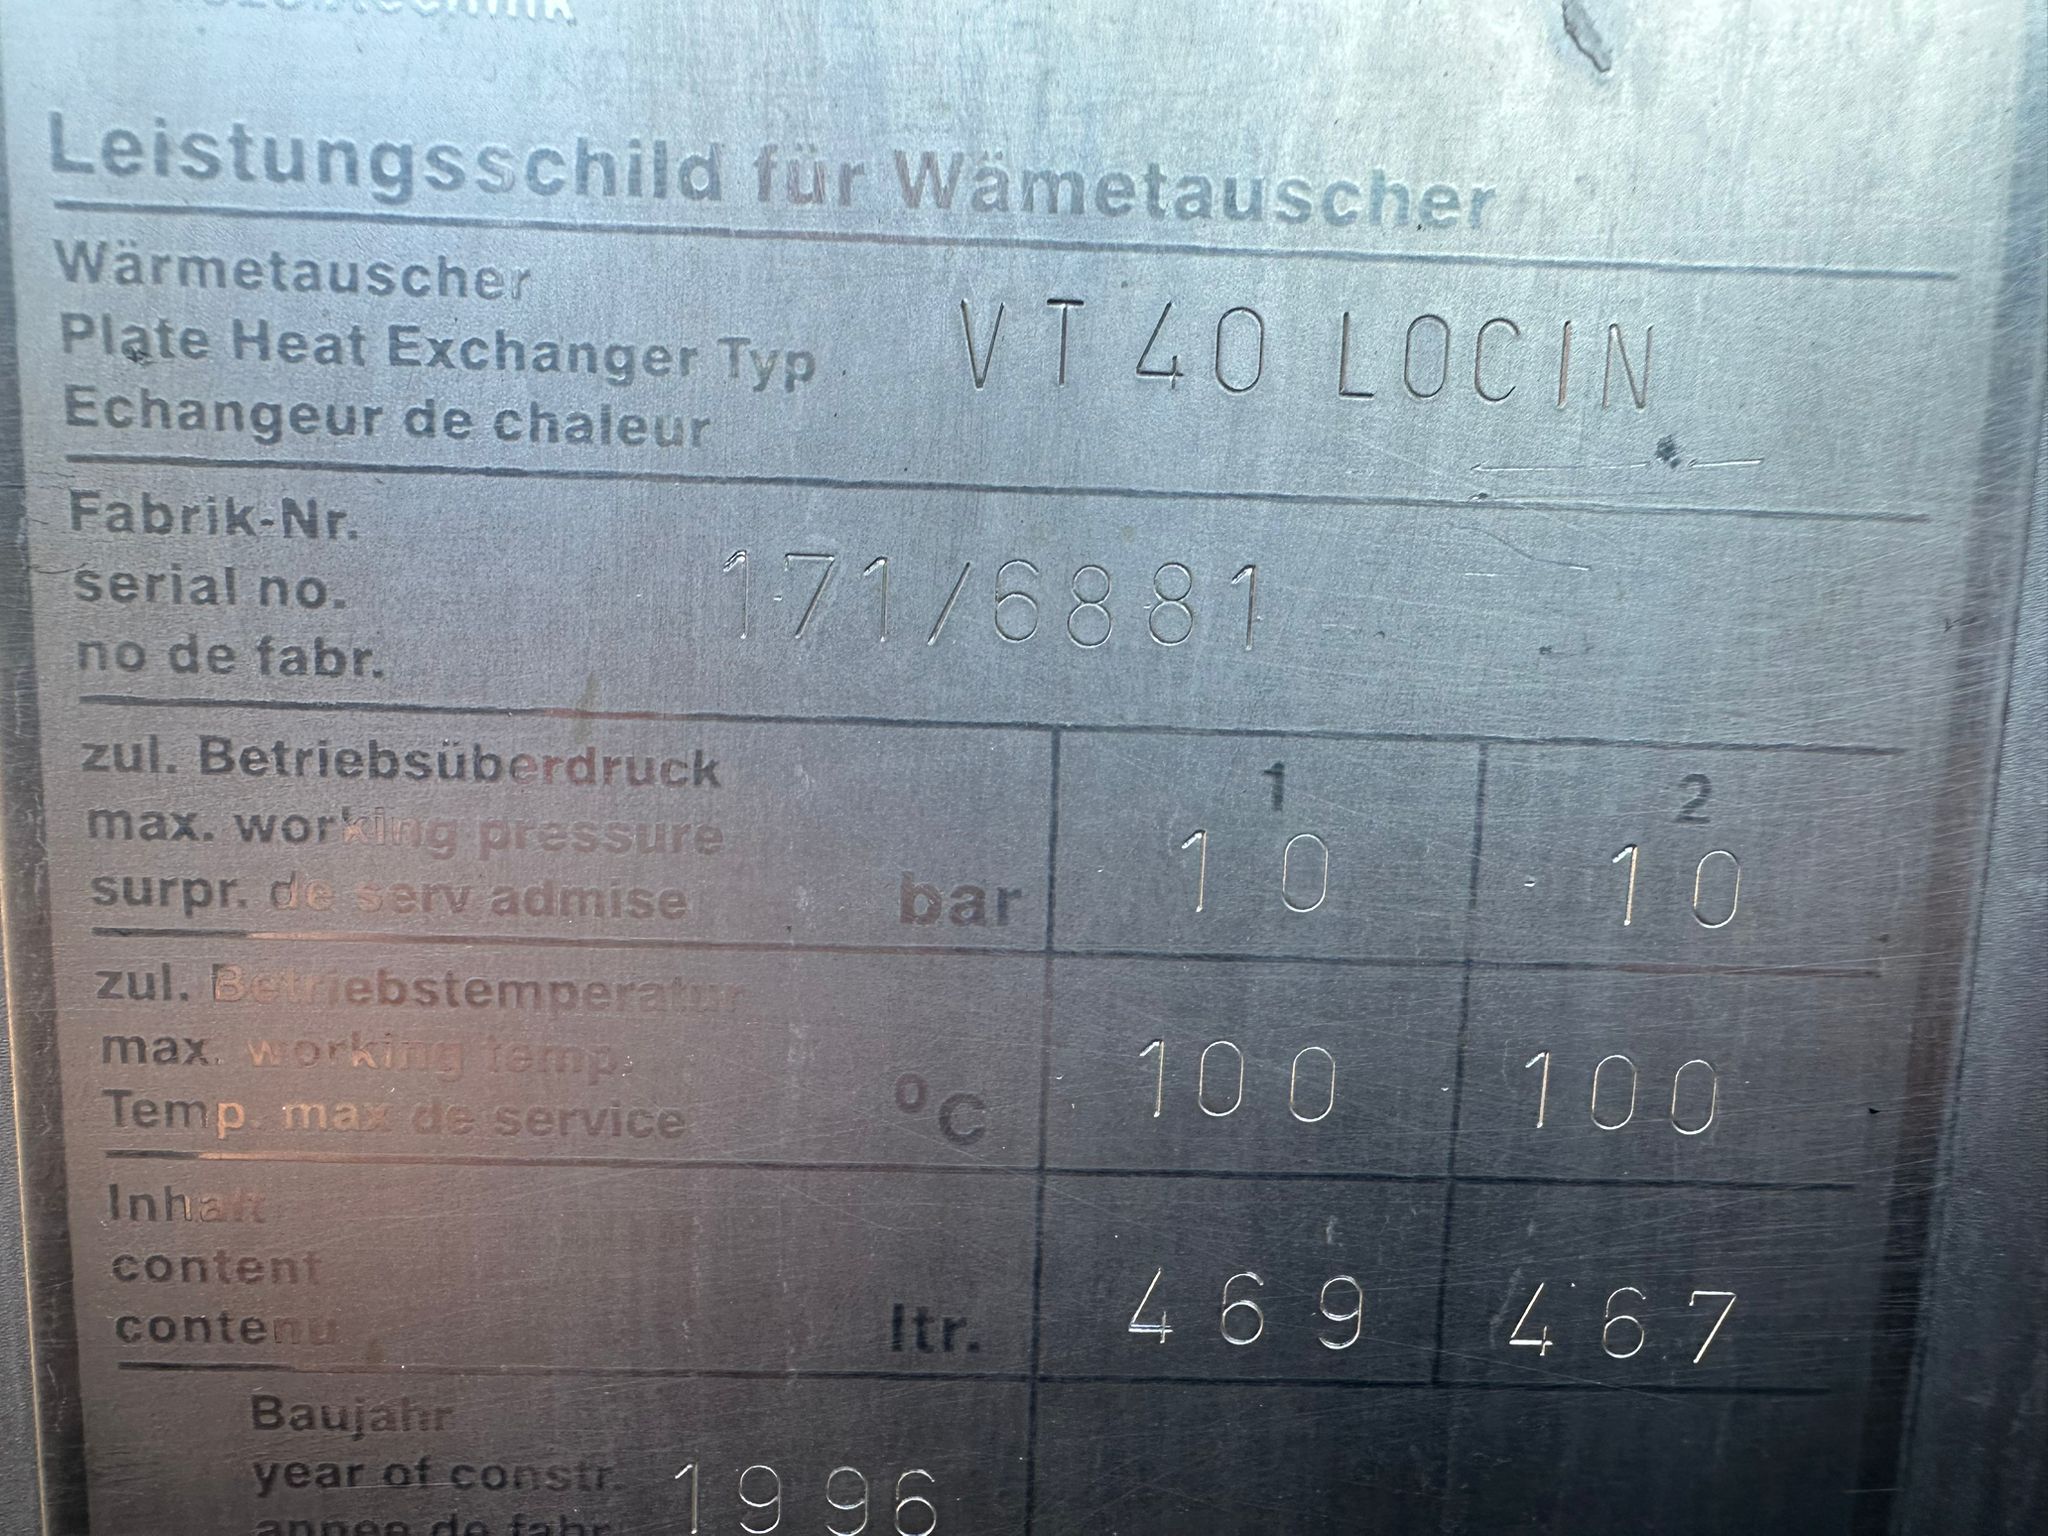 Leistungsschild für Wämetauscher
Wärmetauscher
Plate Heat Exchanger Typ VT 40 LOCIN
Echangeur de chaleur
Fabrik-Nr.
serial no. 171/6881
no de fabr.
zul. Betriebsüberdruck 1 2
max. working pressure
surpr. de serv admise bar 10 10
zul. Betriebstemperatur
max. working temp.
Temp. max de service °C 100 100
Inhalt
content
contenu ltr. 469 467
Baujahr
year of constr. 1996
annee de fabr.